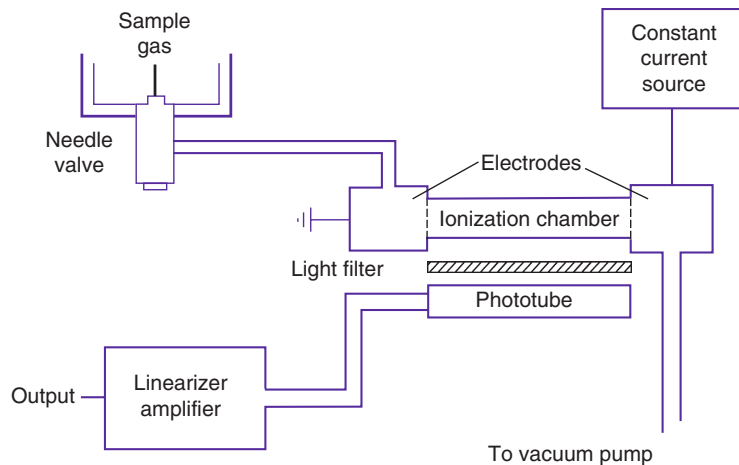 Sample
gas
Constant
current
source
Needle
valve
Electrodes
Ionization chamber
Light filter
Phototube
Linearizer
amplifier
Output
To vacuum pump